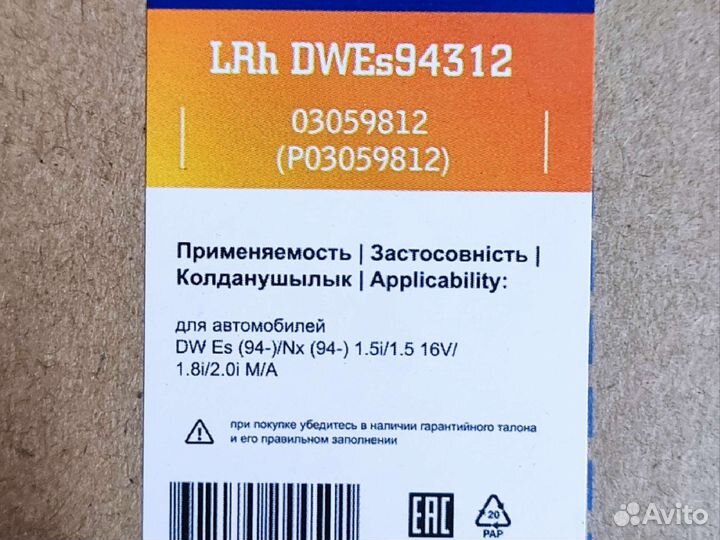 LRh DWEs94312
03059812
(P03059812)
Применяемость | Застосовність |
Колданушылык | Applicability:
для автомобилей
DW Es (94-)/Nx (94-) 1.5i/1.5 16V/
1.8i/2.0i M/A
при покупке убедитесь в наличии гарантийного талона
и его правильном заполнении
EAC
20
PAP
Avito